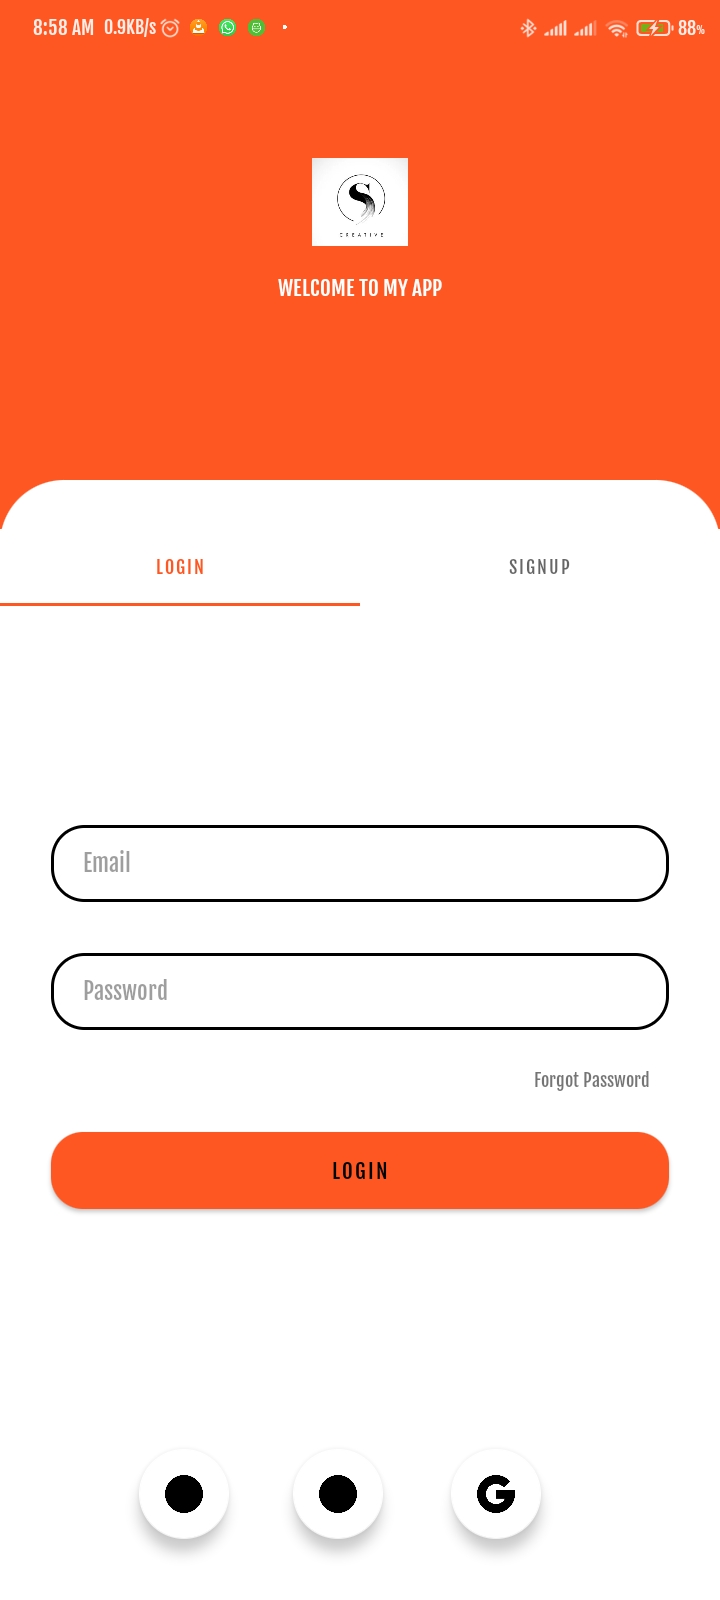 8:58 AM 0.9KB/s 88%
S
CREATIVE
WELCOME TO MY APP
LOGIN SIGNUP
Email
Password
Forgot Password
LOGIN
G